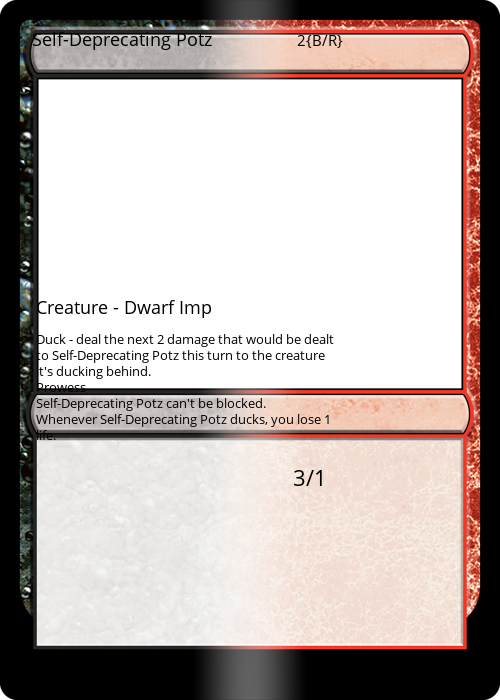 Self-Deprecating Potz 2{B/R}
Creature - Dwarf Imp
Duck - deal the next 2 damage that would be dealt
to Self-Deprecating Potz this turn to the creature
it's ducking behind.
Prowess
Self-Deprecating Potz can't be blocked.
Whenever Self-Deprecating Potz ducks, you lose 1
life.
3/1